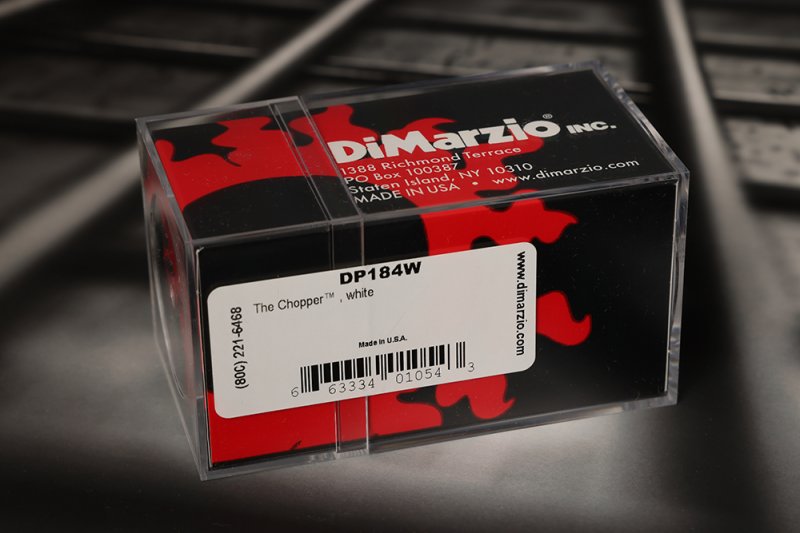 DiMarzio® INC.
1388 Richmond Terrace
PO Box 100387
Staten Island, NY 10310
MADE IN USA • www.dimarzio.com
DP184W
The Chopper™ , white
(800) 221-6468
www.dimarzio.com
Made in U.S.A.
6 63334 01054 3